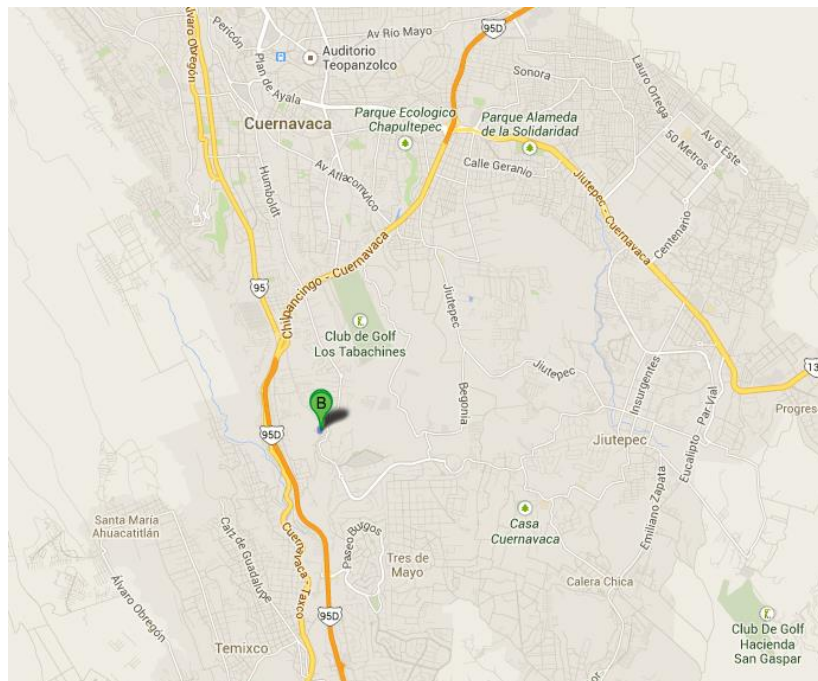 Av Río Mayo
95D
Pericón
Álvaro Obregón
Auditorio
Teopanzolco
Sonora
Lauro Ortega
Plan de Ayala
Parque Ecologico
Chapultepec
Parque Alameda
de la Solidaridad
Cuernavaca
50 Metros
Av 6 Este
Calle Geranio
Humboldt
Jiutepec - Cuernavaca
Centenario
Chilpancingo - Cuernavaca
95
Jiutepec
Club de Golf
Los Tabachines
Jiutepec
Begonia
Insurgentes
Par Vial
13
Progres
B
95D
Jiutepec
Eucalipto
Emiliano Zapata
Santa María
Ahuacatitlán
Calz de Guadalupe
Cuernavaca - Taxco
Paseo Burgos
Casa
Cuernavaca
Tres de
Mayo
Calera Chica
Álvaro Obregón
95D
Temixco
Club De Golf
Hacienda
San Gaspar